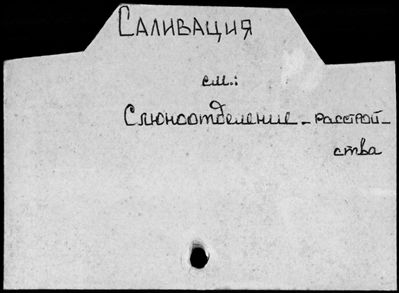 Саливация
см.:
Слюноотделение - расстрой-
ства